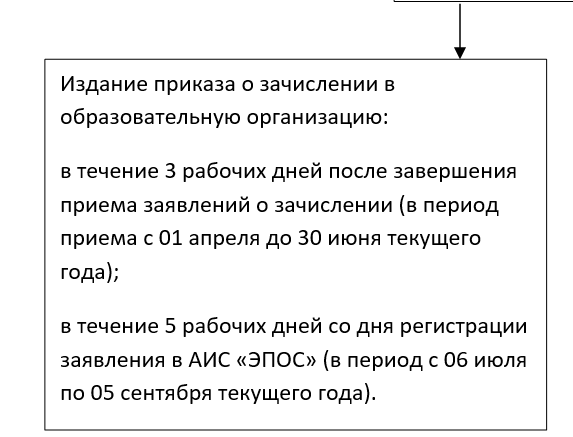 Издание приказа о зачислении в
образовательную организацию:
в течение 3 рабочих дней после завершения
приема заявлений о зачислении (в период
приема с 01 апреля до 30 июня текущего
года);
в течение 5 рабочих дней со дня регистрации
заявления в АИС «ЭПОС» (в период с 06 июля
по 05 сентября текущего года).